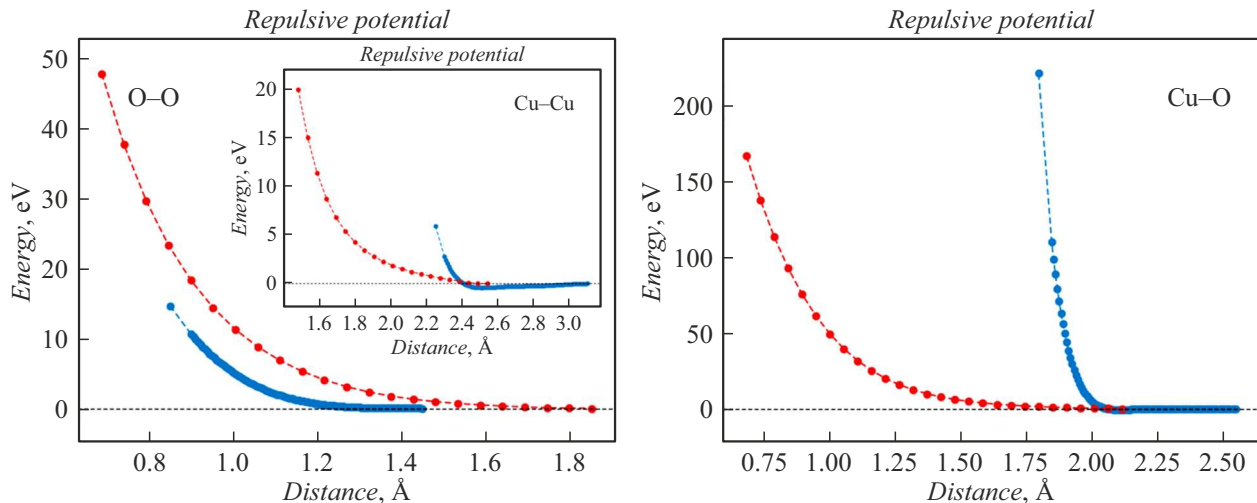 Repulsive potential
50
40
30
20
10
0
Energy, eV
O–O
0.8 1.0 1.2 1.4 1.6 1.8
Distance, Å
Repulsive potential
20
15
10
5
0
Energy, eV
Cu–Cu
1.6 1.8 2.0 2.2 2.4 2.6 2.8 3.0
Distance, Å
Repulsive potential
200
150
100
50
0
Energy, eV
Cu–O
0.75 1.00 1.25 1.50 1.75 2.00 2.25 2.50
Distance, Å